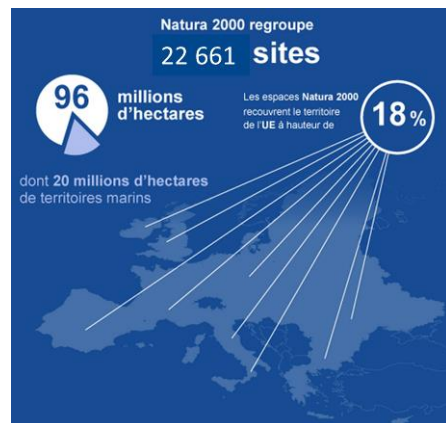 Natura 2000 regroupe
22 661 sites
96
millions
d'hectares
Les espaces Natura 2000
recouvrent le territoire
de l'UE à hauteur de
18%
dont 20 millions d'hectares
de territoires marins